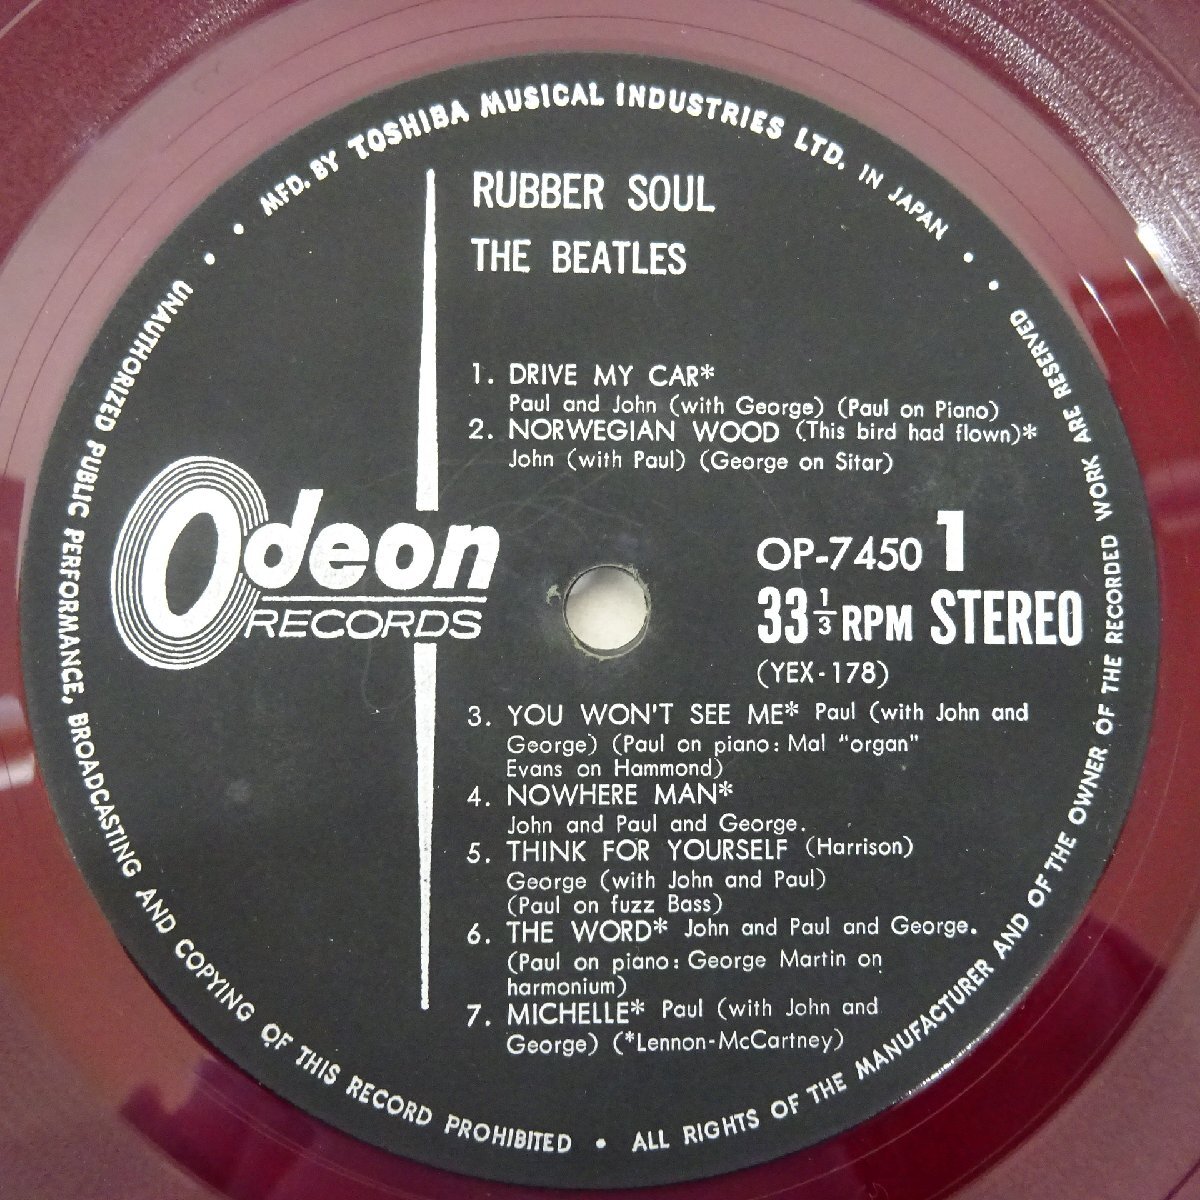 MFD. BY TOSHIBA MUSICAL INDUSTRIES LTD. IN JAPAN
RUBBER SOUL
THE BEATLES
1. DRIVE MY CAR*
Paul and John (with George) (Paul on Piano)
2. NORWEGIAN WOOD (This bird had flown)*
John (with Paul) (George on Sitar)
Odeon
RECORDS
OP-7450 1
33 1/3 RPM STEREO
(YEX-178)
3. YOU WON'T SEE ME* Paul (with John and
George) (Paul on piano: Mal "organ"
Evans on Hammond)
4. NOWHERE MAN*
John and Paul and George.
5. THINK FOR YOURSELF (Harrison)
George (with John and Paul)
(Paul on fuzz Bass)
6. THE WORD* John and Paul and George.
(Paul on piano: George Martin on
harmonium)
7. MICHELLE* Paul (with John and
George) (*Lennon-McCartney)
UNAUTHORIZED PUBLIC PERFORMANCE, BROADCASTING AND COPYING OF THIS RECORD PROHIBITED • ALL RIGHTS OF THE MANUFACTURER AND OF THE OWNER OF THE RECORDED WORK ARE RESERVED